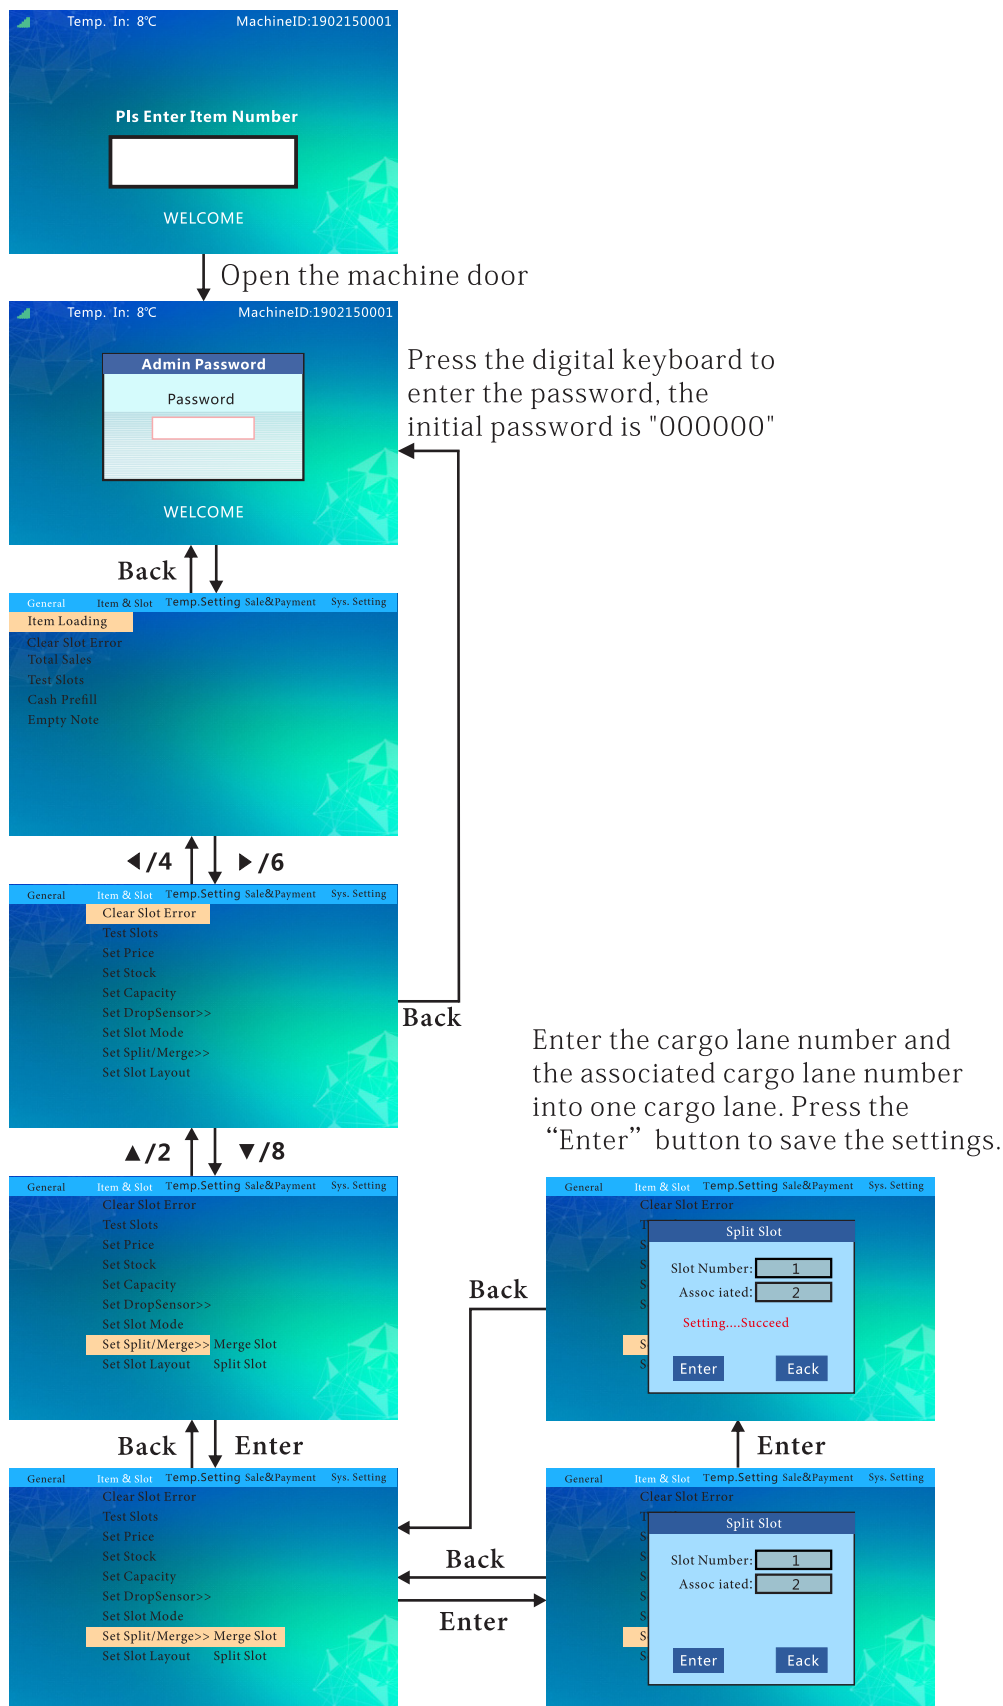 Temp. In: 8℃ MachineID:1902150001
Pls Enter Item Number
WELCOME
Open the machine door
Temp. In: 8℃ MachineID:1902150001
Admin Password
Password
WELCOME
Press the digital keyboard to
enter the password, the
initial password is "000000"
Back
General Item & Slot Temp.Setting Sale&Payment Sys. Setting
Item Loading
Clear Slot Error
Total Sales
Test Slots
Cash Prefill
Empty Note
◀/4 ▶/6
General Item & Slot Temp.Setting Sale&Payment Sys. Setting
Clear Slot Error
Test Slots
Set Price
Set Stock
Set Capacity
Set DropSensor>>
Set Slot Mode
Set Split/Merge>>
Set Slot Layout
Back
▲/2 ▼/8
General Item & Slot Temp.Setting Sale&Payment Sys. Setting
Clear Slot Error
Test Slots
Set Price
Set Stock
Set Capacity
Set DropSensor>>
Set Slot Mode
Set Split/Merge>> Merge Slot
Set Slot Layout Split Slot
Back Enter
General Item & Slot Temp.Setting Sale&Payment Sys. Setting
Clear Slot Error
Test Slots
Set Price
Set Stock
Set Capacity
Set DropSensor>>
Set Slot Mode
Set Split/Merge>> Merge Slot
Set Slot Layout Split Slot
Back
Enter
General Item & Slot Temp.Setting Sale&Payment Sys. Setting
Clear Slot Error
T
S
S
S
S
S
S
S
Split Slot
Slot Number: 1
Assoc iated: 2
Enter Eack
Enter
Enter the cargo lane number and
the associated cargo lane number
into one cargo lane. Press the
“Enter” button to save the settings.
General Item & Slot Temp.Setting Sale&Payment Sys. Setting
Clear Slot Error
T
S
S
S
S
S
S
Split Slot
Slot Number: 1
Assoc iated: 2
Setting....Succeed
Enter Eack
Back